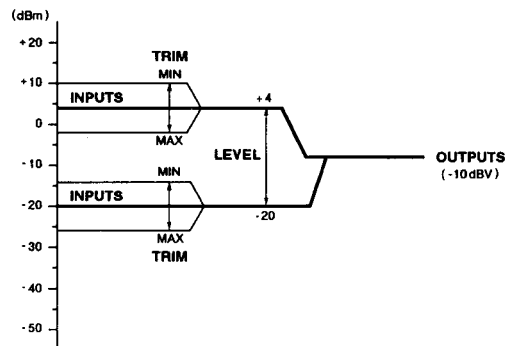 (dBm)
+20
TRIM
MIN
+10
INPUTS
+4
0
MAX
LEVEL
OUTPUTS
(-10dBV)
-10
MIN
INPUTS
-20
-20
MAX
TRIM
-30
-40
-50